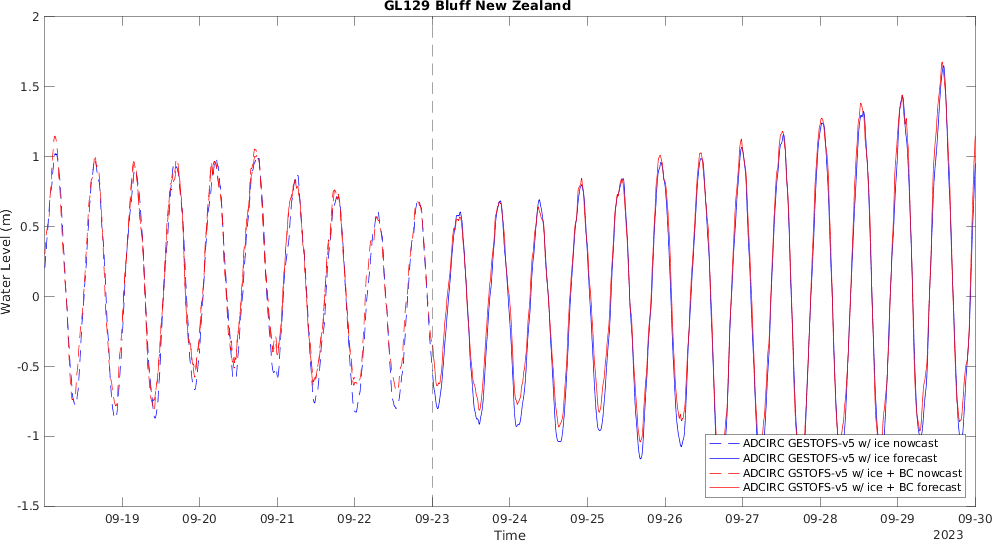 GL129 Bluff New Zealand
2
1.5
1
0.5
0
-0.5
-1
-1.5
Water Level (m)
ADCIRC GESTOFS-v5 w/ ice nowcast
ADCIRC GESTOFS-v5 w/ ice forecast
ADCIRC GSTOFS-v5 w/ ice + BC nowcast
ADCIRC GSTOFS-v5 w/ ice + BC forecast
09-19 09-20 09-21 09-22 09-23 09-24 09-25 09-26 09-27 09-28 09-29 09-30
Time
2023